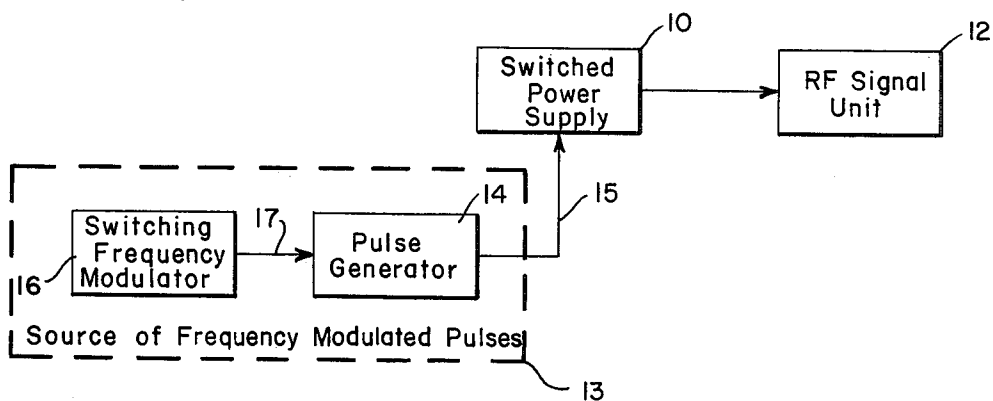 10
12
Switched
Power
Supply
RF Signal
Unit
14
15
17
Switching
Frequency
Modulator
16
Pulse
Generator
Source of Frequency Modulated Pulses
13